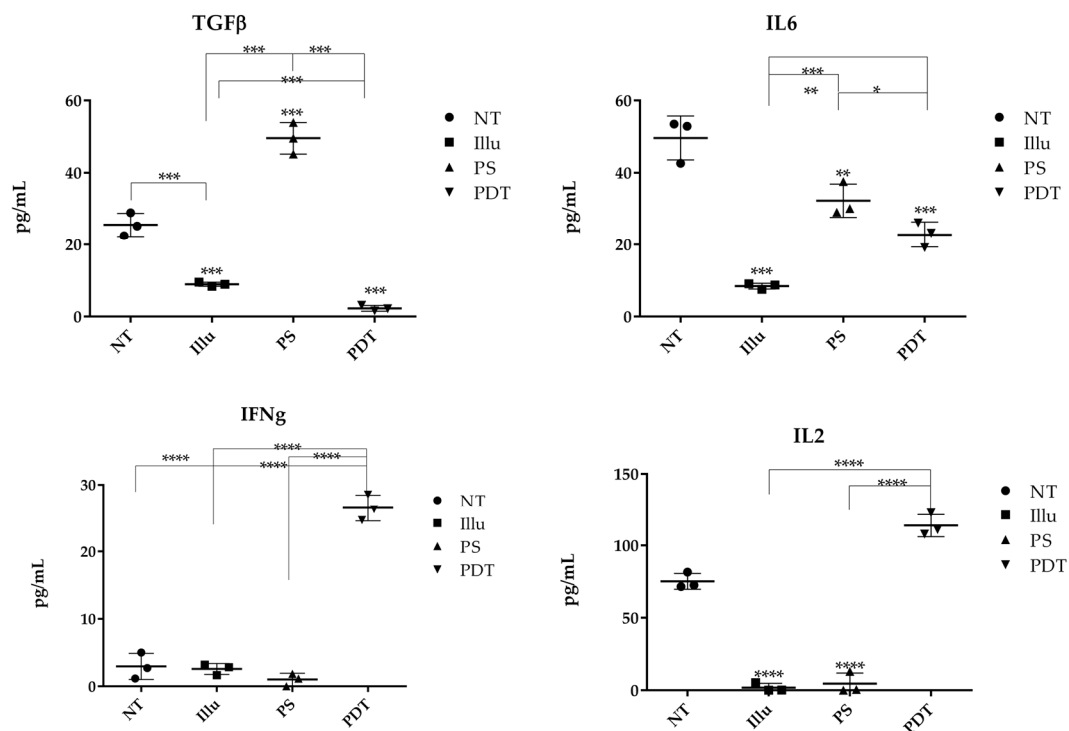 TGFβ
*** ***
***
***
60
40
20
0
pg/mL
***
***
***
NT
Illu
PS
PDT
NT
Illu
PS
PDT
IL6
***
** *
60
40
20
0
pg/mL
**
***
***
NT
Illu
PS
PDT
NT
Illu
PS
PDT
IFNg
****
**** **** ****
30
20
10
0
pg/mL
NT
Illu
PS
PDT
NT
Illu
PS
PDT
IL2
****
****
150
100
50
0
pg/mL
**** ****
NT
Illu
PS
PDT
NT
Illu
PS
PDT